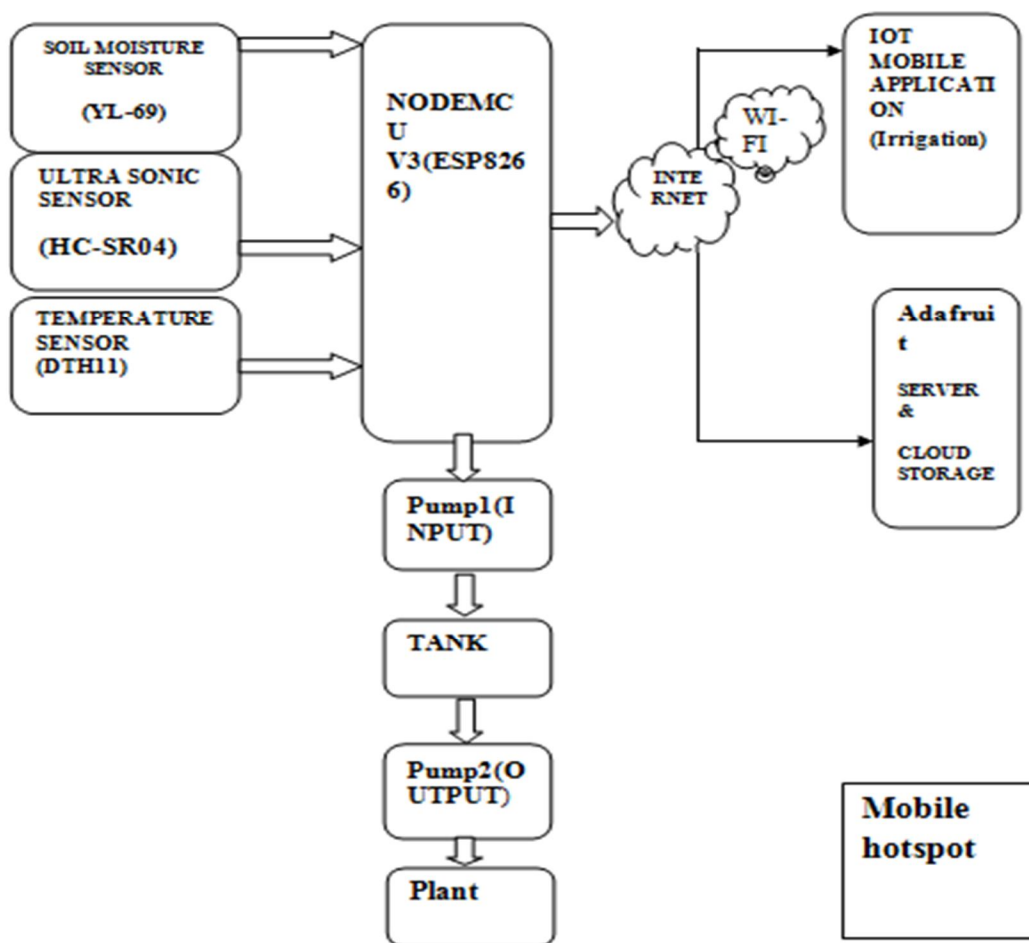 SOIL MOISTURE
SENSOR
(YL-69)
ULTRA SONIC
SENSOR
(HC-SR04)
TEMPERATURE
SENSOR
(DTH11)
NODEMC
U
V3(ESP826
6)
INTE
RNET
WI-
FI
IOT
MOBILE
APPLICATI
ON
(Irrigation)
Adafrui
t
SERVER
&
CLOUD
STORAGE
Pump1(I
NPUT)
TANK
Pump2(O
UTPUT)
Plant
Mobile
hotspot